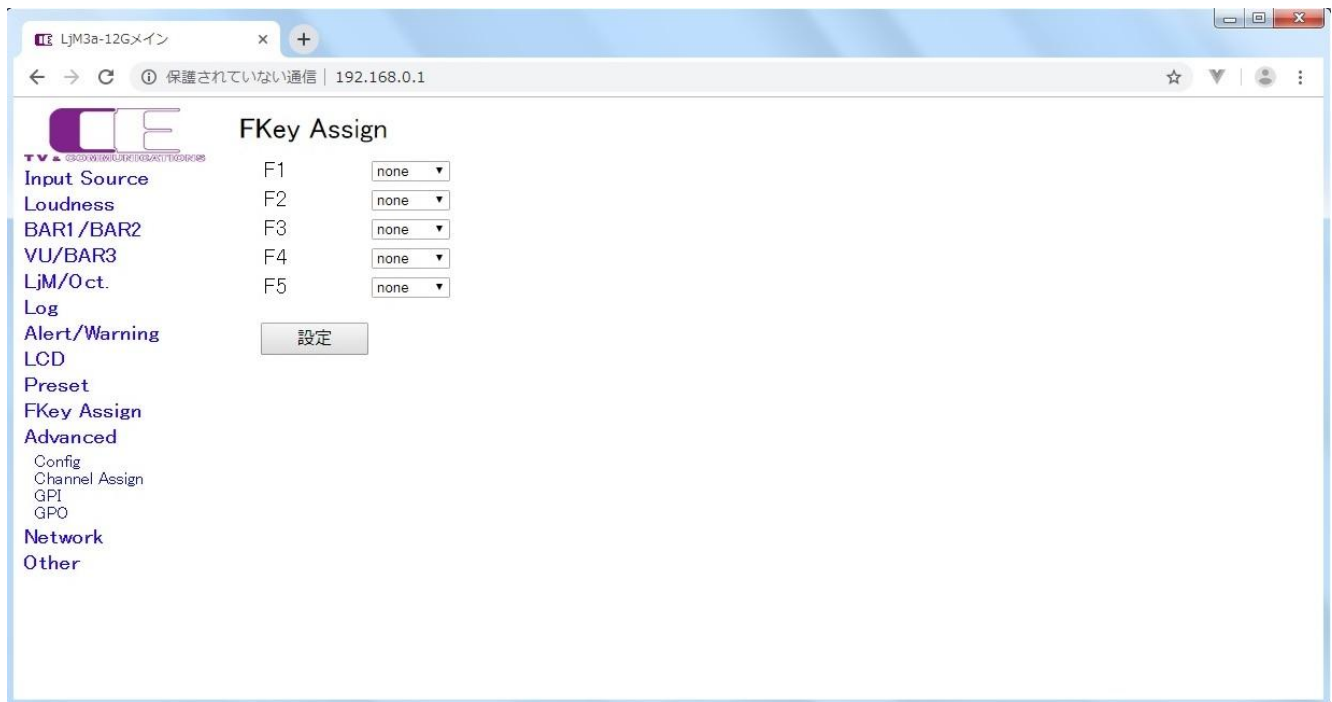 LjM3a-12Gメイン
保護されていない通信 | 192.168.0.1
TV & COMMUNICATIONS
Input Source
Loudness
BAR1/BAR2
VU/BAR3
LjM/Oct.
Log
Alert/Warning
LCD
Preset
FKey Assign
Advanced
Config
Channel Assign
GPI
GPO
Network
Other
FKey Assign
F1 none
F2 none
F3 none
F4 none
F5 none
設定